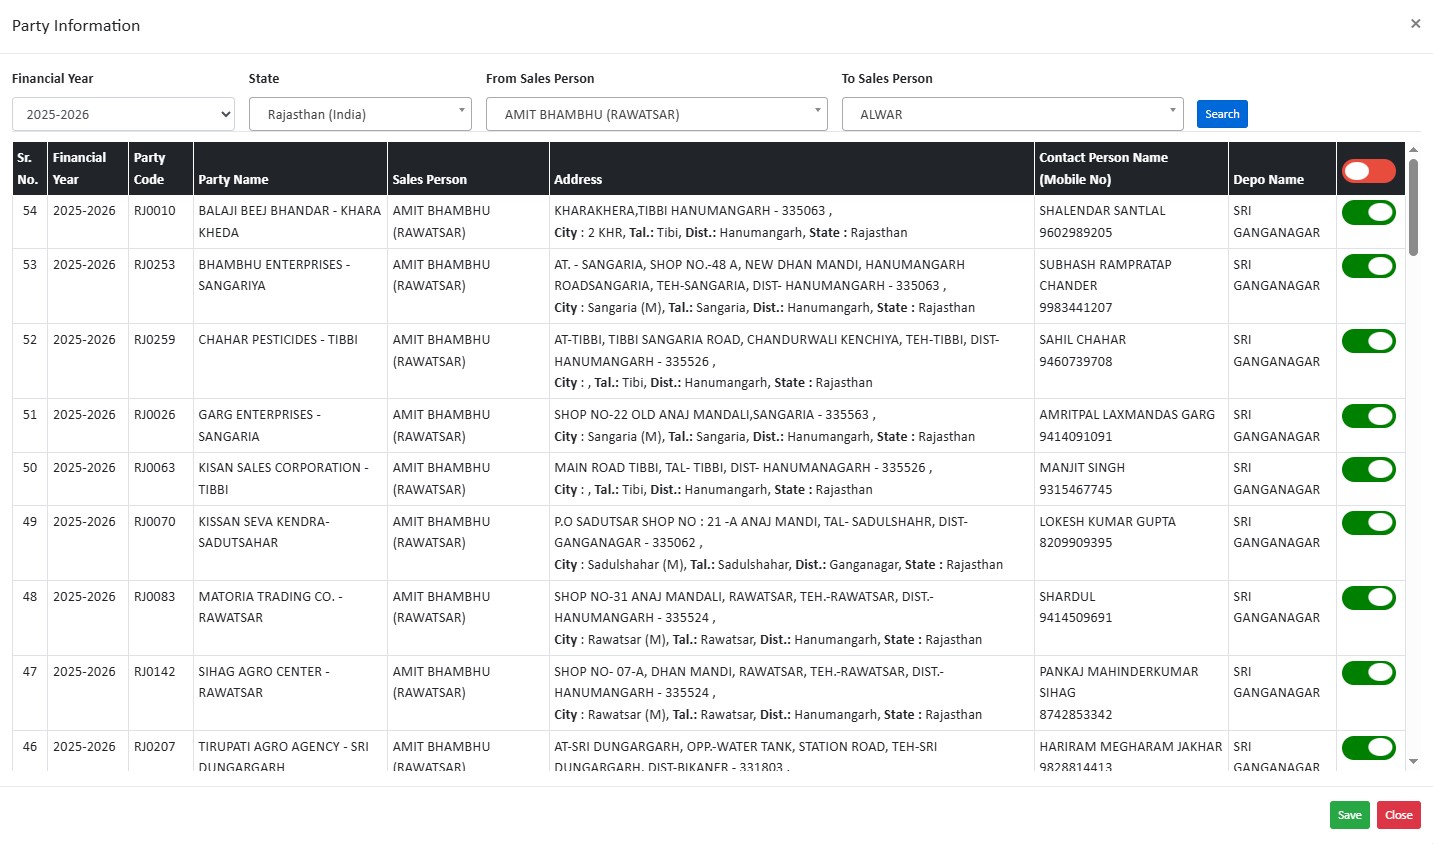 Party Information
×
Financial Year
State
From Sales Person
To Sales Person
2025-2026
Rajasthan (India)
AMIT BHAMBHU (RAWATSAR)
ALWAR
Search
Sr. No.
Financial Year
Party Code
Party Name
Sales Person
Address
Contact Person Name (Mobile No)
Depo Name
54 2025-2026 RJ0010 BALAJI BEEJ BHANDAR - KHARA AMIT BHAMBHU KHARAKHERA,TIBBI HANUMANGARH - 335063 , SHALENDAR SANTLAL SRI
KHEDA (RAWATSAR) City : 2 KHR, Tal.: Tibi, Dist.: Hanumangarh, State : Rajasthan 9602989205 GANGANAGAR
53 2025-2026 RJ0253 BHAMBHU ENTERPRISES - AMIT BHAMBHU AT. - SANGARIA, SHOP NO.-48 A, NEW DHAN MANDI, HANUMANGARH SUBHASH RAMPRATAP SRI
SANGARIYA (RAWATSAR) ROADSANGARIA, TEH-SANGARIA, DIST- HANUMANGARH - 335063 , CHANDER GANGANAGAR
City : Sangaria (M), Tal.: Sangaria, Dist.: Hanumangarh, State : Rajasthan 9983441207
52 2025-2026 RJ0259 CHAHAR PESTICIDES - TIBBI AMIT BHAMBHU AT-TIBBI, TIBBI SANGARIA ROAD, CHANDURWALI KENCHIYA, TEH-TIBBI, DIST- SAHIL CHAHAR SRI
(RAWATSAR) HANUMANGARH - 335526 , 9460739708 GANGANAGAR
City : , Tal.: Tibi, Dist.: Hanumangarh, State : Rajasthan
51 2025-2026 RJ0026 GARG ENTERPRISES - AMIT BHAMBHU SHOP NO-22 OLD ANAJ MANDALI,SANGARIA - 335563 , AMRITPAL LAXMANDAS GARG SRI
SANGARIA (RAWATSAR) City : Sangaria (M), Tal.: Sangaria, Dist.: Hanumangarh, State : Rajasthan 9414091091 GANGANAGAR
50 2025-2026 RJ0063 KISAN SALES CORPORATION - AMIT BHAMBHU MAIN ROAD TIBBI, TAL- TIBBI, DIST- HANUMANAGARH - 335526 , MANJIT SINGH SRI
TIBBI (RAWATSAR) City : , Tal.: Tibi, Dist.: Hanumangarh, State : Rajasthan 9315467745 GANGANAGAR
49 2025-2026 RJ0070 KISSAN SEVA KENDRA- AMIT BHAMBHU P.O SADUTSAR SHOP NO : 21 -A ANAJ MANDI, TAL- SADULSHAHR, DIST- LOKESH KUMAR GUPTA SRI
SADUTSAHAR (RAWATSAR) GANGANAGAR - 335062 , 8209909395 GANGANAGAR
City : Sadulshahar (M), Tal.: Sadulshahar, Dist.: Ganganagar, State : Rajasthan
48 2025-2026 RJ0083 MATORIA TRADING CO. - AMIT BHAMBHU SHOP NO-31 ANAJ MANDALI, RAWATSAR, TEH.-RAWATSAR, DIST.- SHARDUL SRI
RAWATSAR (RAWATSAR) HANUMANGARH - 335524 , 9414509691 GANGANAGAR
City : Rawatsar (M), Tal.: Rawatsar, Dist.: Hanumangarh, State : Rajasthan
47 2025-2026 RJ0142 SIHAG AGRO CENTER - AMIT BHAMBHU SHOP NO- 07-A, DHAN MANDI, RAWATSAR, TEH.-RAWATSAR, DIST.- PANKAJ MAHINDERKUMAR SRI
RAWATSAR (RAWATSAR) HANUMANGARH - 335524 , SIHAG GANGANAGAR
City : Rawatsar (M), Tal.: Rawatsar, Dist.: Hanumangarh, State : Rajasthan 8742853342
46 2025-2026 RJ0207 TIRUPATI AGRO AGENCY - SRI AMIT BHAMBHU AT-SRI DUNGARGARH, OPP.-WATER TANK, STATION ROAD, TEH-SRI HARIRAM MEGHARAM JAKHAR SRI
DUNGARGARH (RAWATSAR) DUNGARGARH, DIST-BIKANER - 331803 , 9828814413 GANGANAGAR
Save
Close